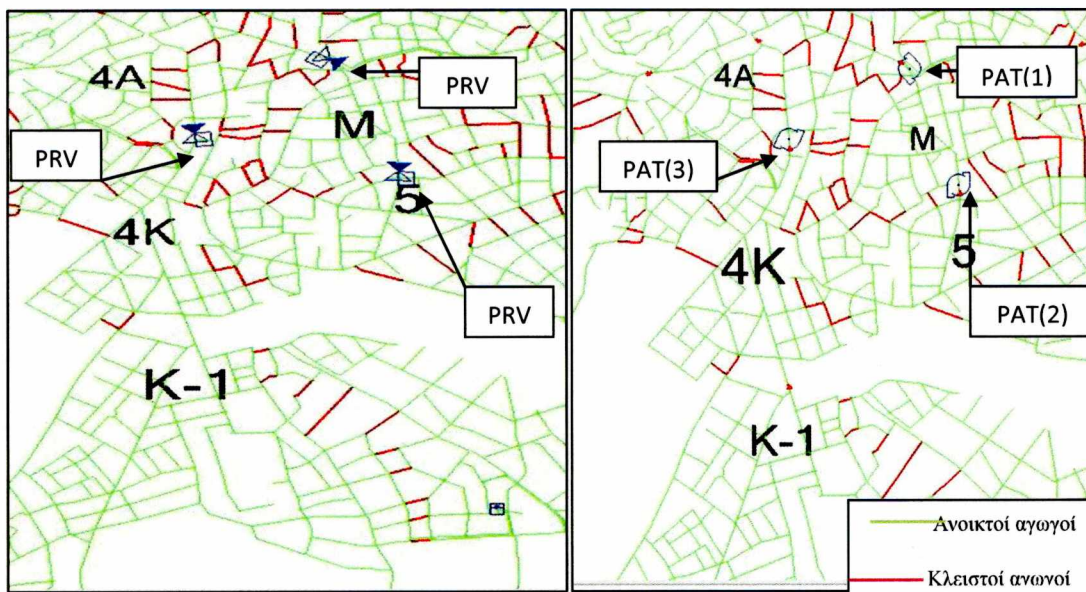 4A
PRV
M
PRV
5
4K
PRV
K-1
4A
PAT(1)
M
PAT(3)
5
4K
PAT(2)
K-1
Ανοικτοί αγωγοί
Κλειστοί αγωγοί